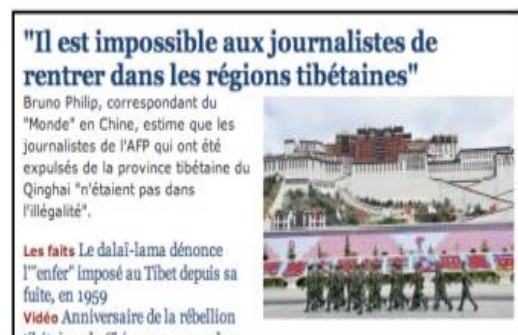 "Il est impossible aux journalistes de
rentrer dans les régions tibétaines"
Bruno Philip, correspondant du
"Monde" en Chine, estime que les
journalistes de l'AFP qui ont été
expulsés de la province tibétaine du
Qinghai "n'étaient pas dans
l'illégalité".
Les faits Le dalaï-lama dénonce
l'"enfer" imposé au Tibet depuis sa
fuite, en 1959
Vidéo Anniversaire de la rébellion